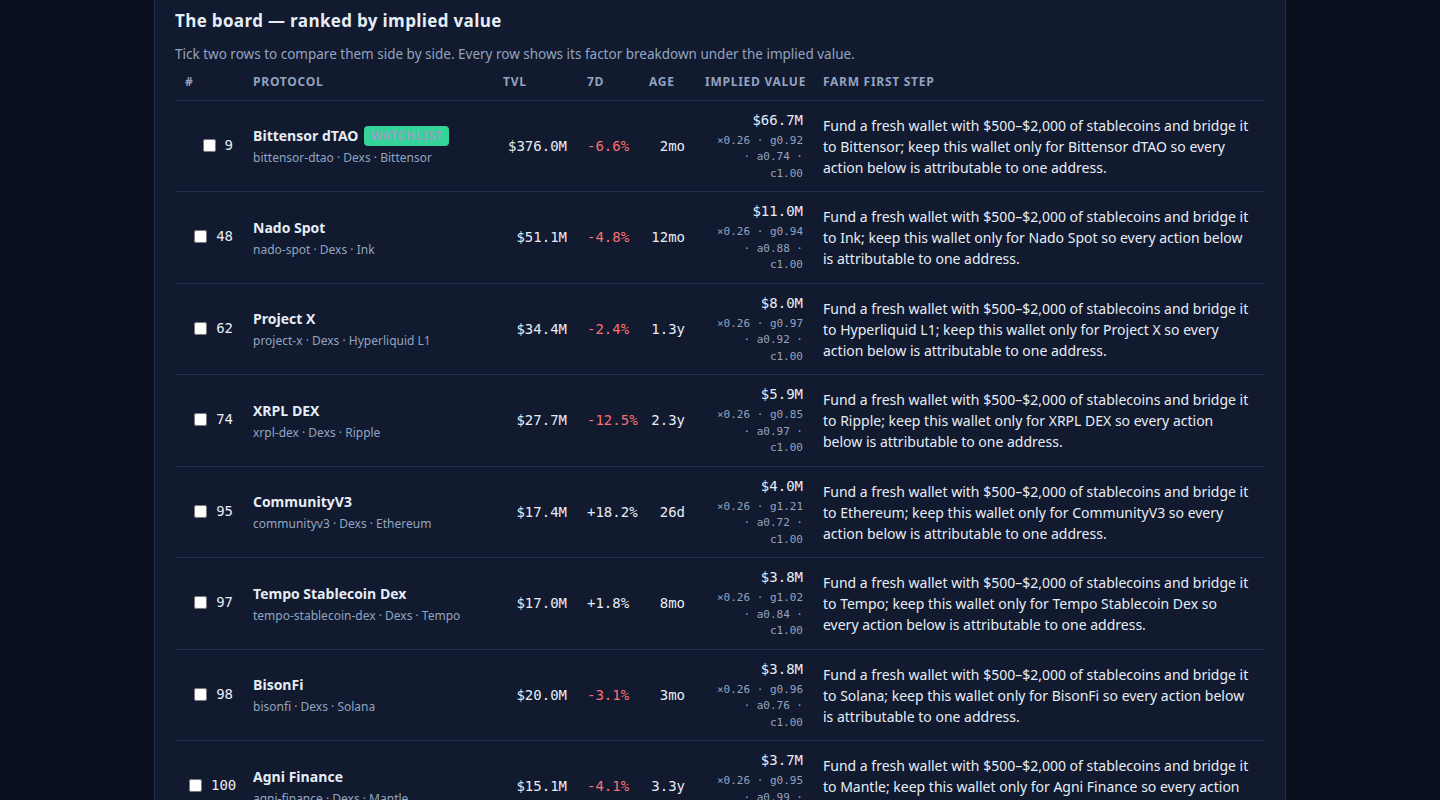 The board — ranked by implied value
Tick two rows to compare them side by side. Every row shows its factor breakdown under the implied value.
# PROTOCOL TVL 7D AGE IMPLIED VALUE FARM FIRST STEP
9 Bittensor dTAO WATCHLIST
bittensor-dtao · Dexs · Bittensor
$376.0M -6.6% 2mo
$66.7M
×0.26 · g0.92
· a0.74 ·
c1.00
Fund a fresh wallet with $500–$2,000 of stablecoins and bridge it
to Bittensor; keep this wallet only for Bittensor dTAO so every
action below is attributable to one address.
48 Nado Spot
nado-spot · Dexs · Ink
$51.1M -4.8% 12mo
$11.0M
×0.26 · g0.94
· a0.88 ·
c1.00
Fund a fresh wallet with $500–$2,000 of stablecoins and bridge it
to Ink; keep this wallet only for Nado Spot so every action below
is attributable to one address.
62 Project X
project-x · Dexs · Hyperliquid L1
$34.4M -2.4% 1.3y
$8.0M
×0.26 · g0.97
· a0.92 ·
c1.00
Fund a fresh wallet with $500–$2,000 of stablecoins and bridge it
to Hyperliquid L1; keep this wallet only for Project X so every
action below is attributable to one address.
74 XRPL DEX
xrpl-dex · Dexs · Ripple
$27.7M -12.5% 2.3y
$5.9M
×0.26 · g0.85
· a0.97 ·
c1.00
Fund a fresh wallet with $500–$2,000 of stablecoins and bridge it
to Ripple; keep this wallet only for XRPL DEX so every action
below is attributable to one address.
95 CommunityV3
communityv3 · Dexs · Ethereum
$17.4M +18.2% 26d
$4.0M
×0.26 · g1.21
· a0.72 ·
c1.00
Fund a fresh wallet with $500–$2,000 of stablecoins and bridge it
to Ethereum; keep this wallet only for CommunityV3 so every
action below is attributable to one address.
97 Tempo Stablecoin Dex
tempo-stablecoin-dex · Dexs · Tempo
$17.0M +1.8% 8mo
$3.8M
×0.26 · g1.02
· a0.84 ·
c1.00
Fund a fresh wallet with $500–$2,000 of stablecoins and bridge it
to Tempo; keep this wallet only for Tempo Stablecoin Dex so
every action below is attributable to one address.
98 BisonFi
bisonfi · Dexs · Solana
$20.0M -3.1% 3mo
$3.8M
×0.26 · g0.96
· a0.76 ·
c1.00
Fund a fresh wallet with $500–$2,000 of stablecoins and bridge it
to Solana; keep this wallet only for BisonFi so every action below
is attributable to one address.
100 Agni Finance
agni-finance · Dexs · Mantle
$15.1M -4.1% 3.3y
$3.7M
×0.26 · g0.95
· a0.99 ·
Fund a fresh wallet with $500–$2,000 of stablecoins and bridge it
to Mantle; keep this wallet only for Agni Finance so every action